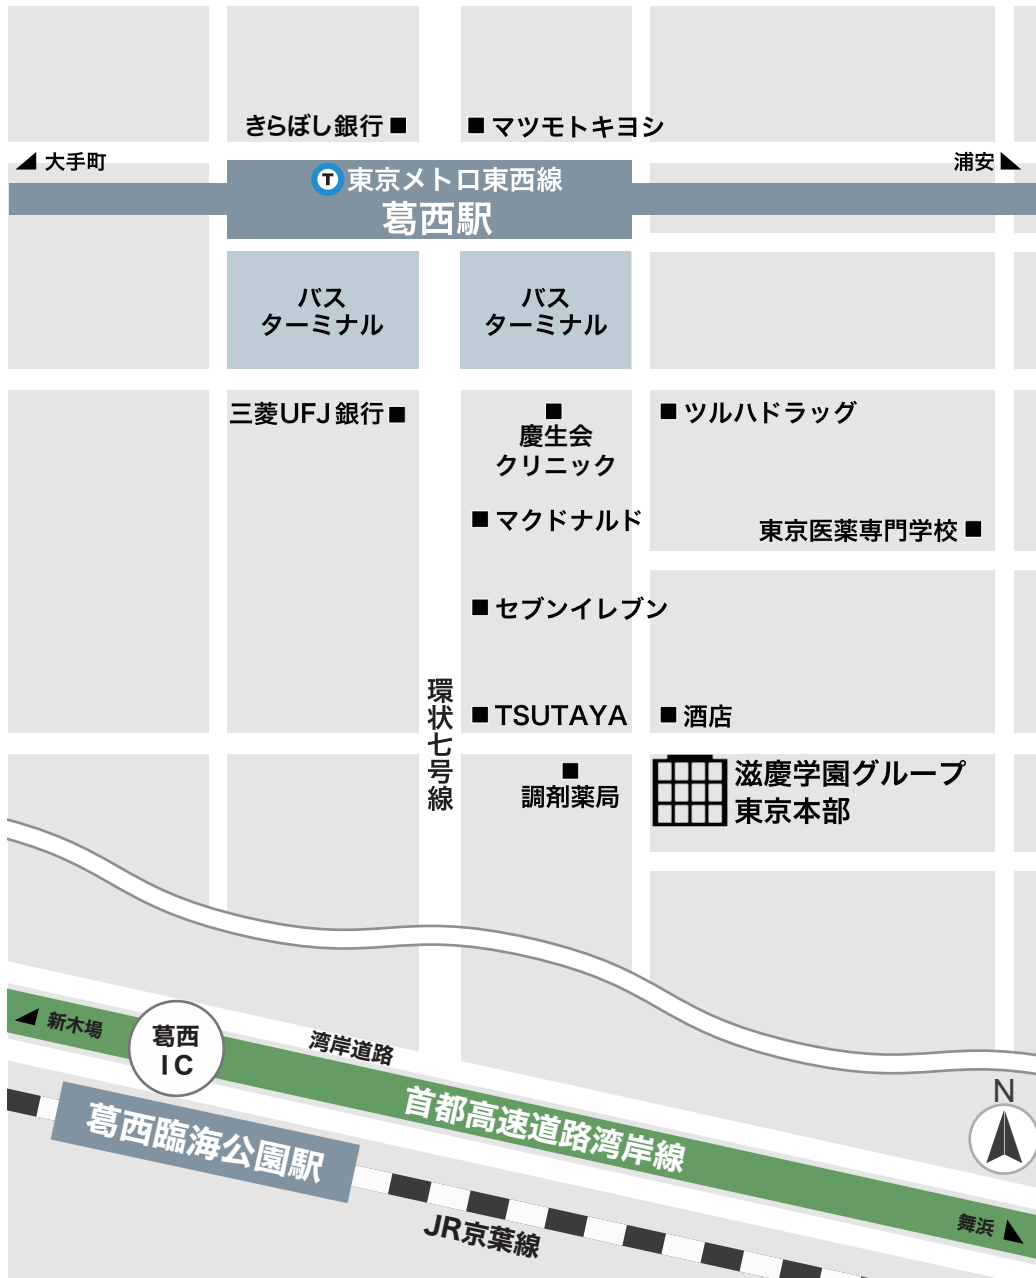 きらぼし銀行
マツモトキヨシ
大手町
浦安
T 東京メトロ東西線
葛西駅
バス
ターミナル
バス
ターミナル
三菱UFJ銀行
慶生会
クリニック
ツルハドラッグ
マクドナルド
東京医薬専門学校
セブンイレブン
環状七号線
TSUTAYA
酒店
調剤薬局
滋慶学園グループ
東京本部
新木場
葛西
IC
湾岸道路
首都高速道路湾岸線
N
葛西臨海公園駅
JR京葉線
舞浜